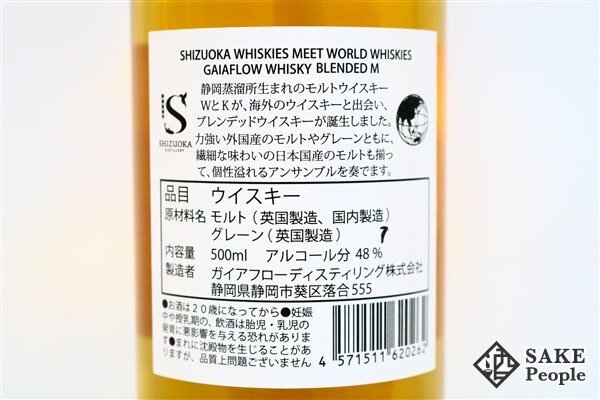 SHIZUOKA WHISKIES MEET WORLD WHISKIES
GAIAFLOW WHISKY BLENDED M
静岡蒸溜所生まれのモルトウイスキー
WとKが、海外のウイスキーと出会い、
ブレンデッドウイスキーが誕生しました。
力強い外国産のモルトやグレーンとともに、
繊細な味わいの日本国産のモルトも揃っ
て、個性溢れるアンサンブルを奏でます。
S
SHIZUOKA
DISTILLERY
品目 ウイスキー
原材料名 モルト（英国製造、国内製造）
グレーン（英国製造）
7
内容量 500ml アルコール分 48%
製造者 ガイアフローディスティリング株式会社
静岡県静岡市葵区落合555
●お酒は20歳になってから●妊娠
中や授乳期の、飲酒は胎児・乳児の
発育に悪影響を与える恐れがありま
す●まれに沈殿物を生じることがあ
りますが、品質上問題ございません
4 571511 620262
SAKE
People